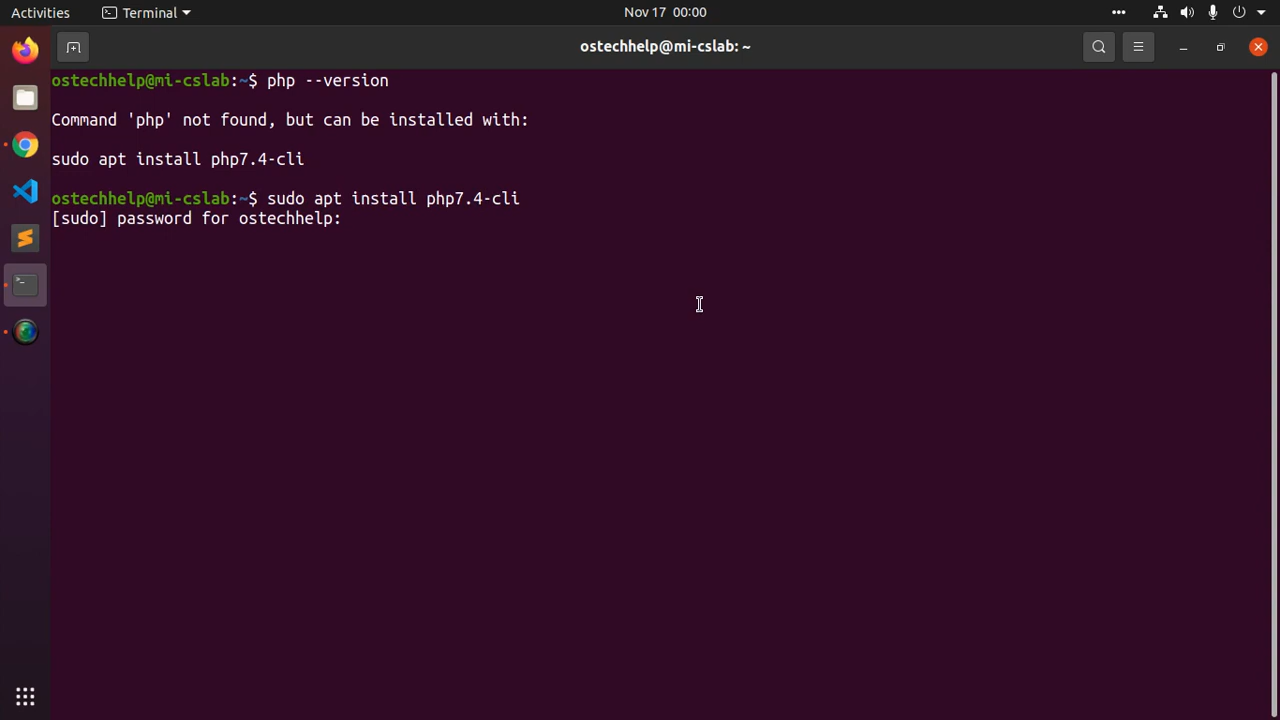 Activities
Terminal
Nov 17 00:00
ostechhelp@mi-cslab: ~
ostechhelp@mi-cslab:~$ php --version
Command 'php' not found, but can be installed with:
sudo apt install php7.4-cli
ostechhelp@mi-cslab:~$ sudo apt install php7.4-cli
[sudo] password for ostechhelp: